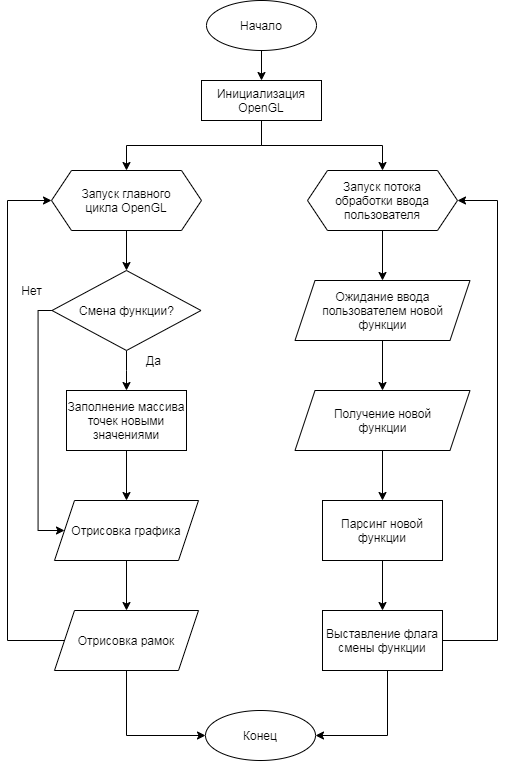 Начало
Инициализация
OpenGL
Запуск главного
цикла OpenGL
Запуск потока
обработки ввода
пользователя
Нет
Смена функции?
Да
Ожидание ввода
пользователем новой
функции
Заполнение массива
точек новыми
значениями
Получение новой
функции
Отрисовка графика
Парсинг новой
функции
Отрисовка рамок
Выставление флага
смены функции
Конец